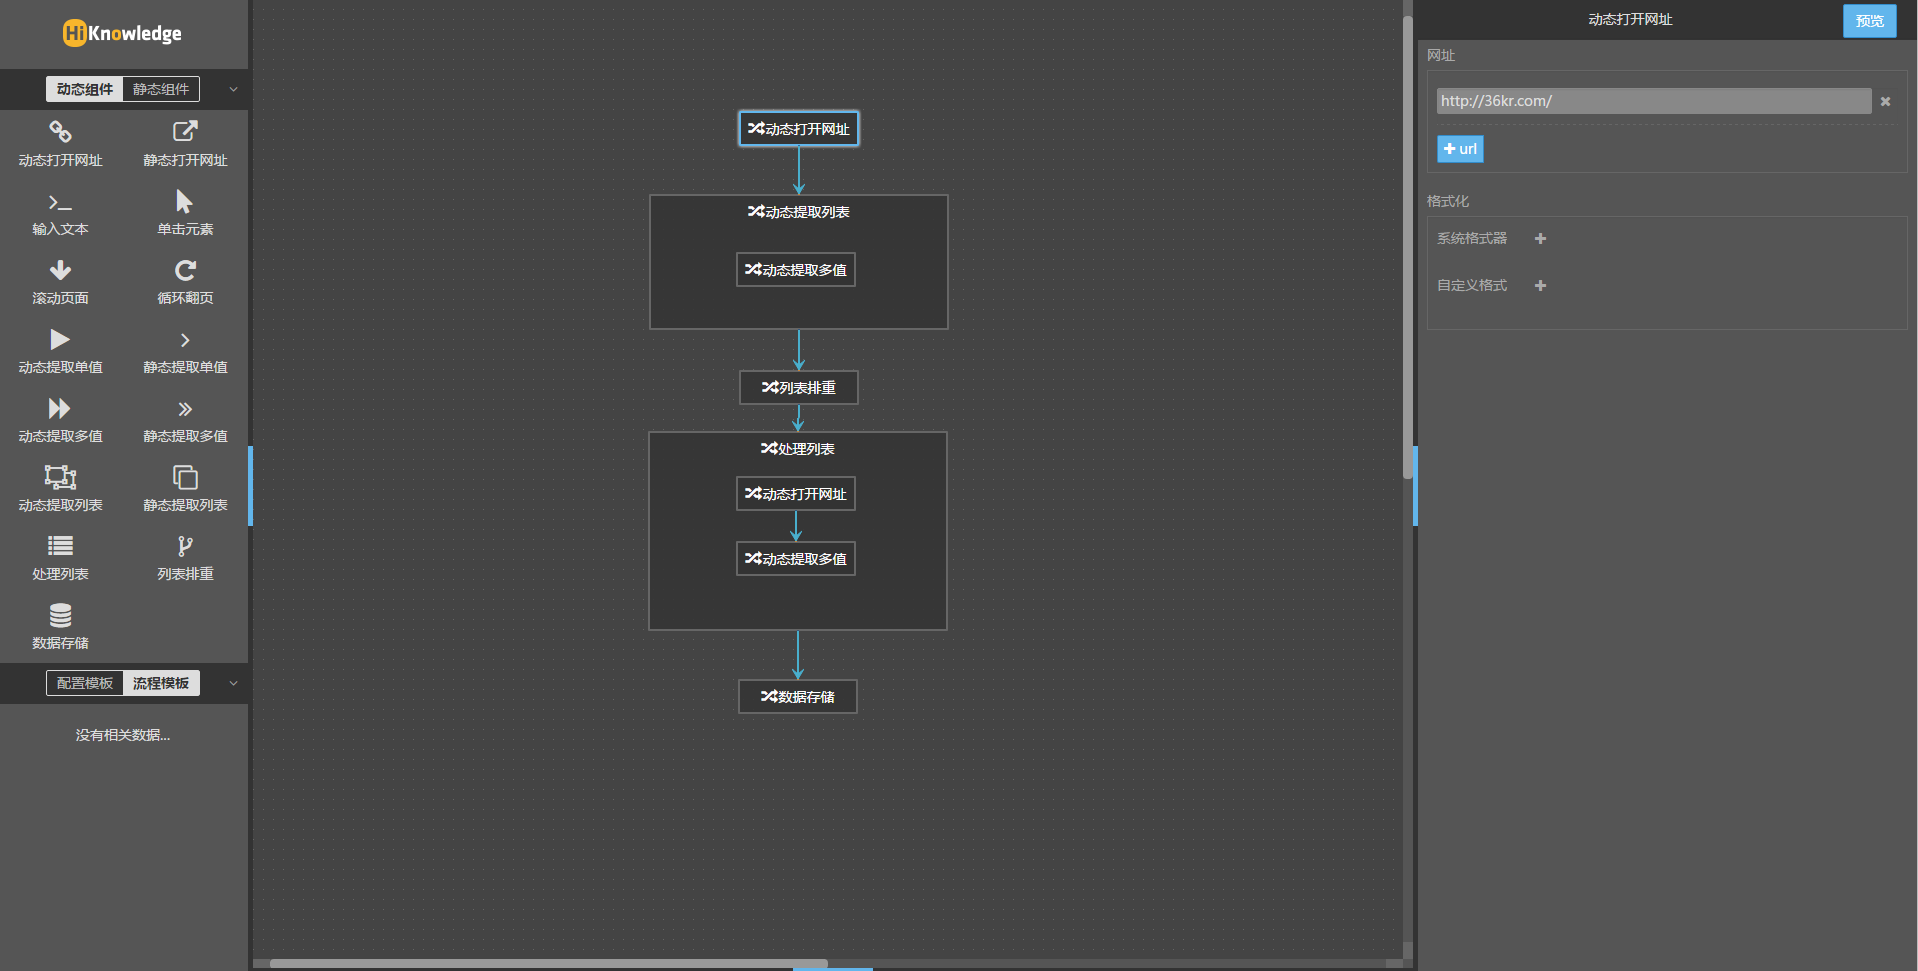 HiKnowledge
动态组件 静态组件
动态打开网址 静态打开网址
输入文本 单击元素
滚动页面 循环翻页
动态提取单值 静态提取单值
动态提取多值 静态提取多值
动态提取列表 静态提取列表
处理列表 列表排重
数据存储
配置模板 流程模板
没有相关数据...
动态打开网址
动态提取列表
动态提取多值
列表排重
处理列表
动态打开网址
动态提取多值
数据存储
动态打开网址 预览
网址
http://36kr.com/
url
格式化
系统格式器
自定义格式